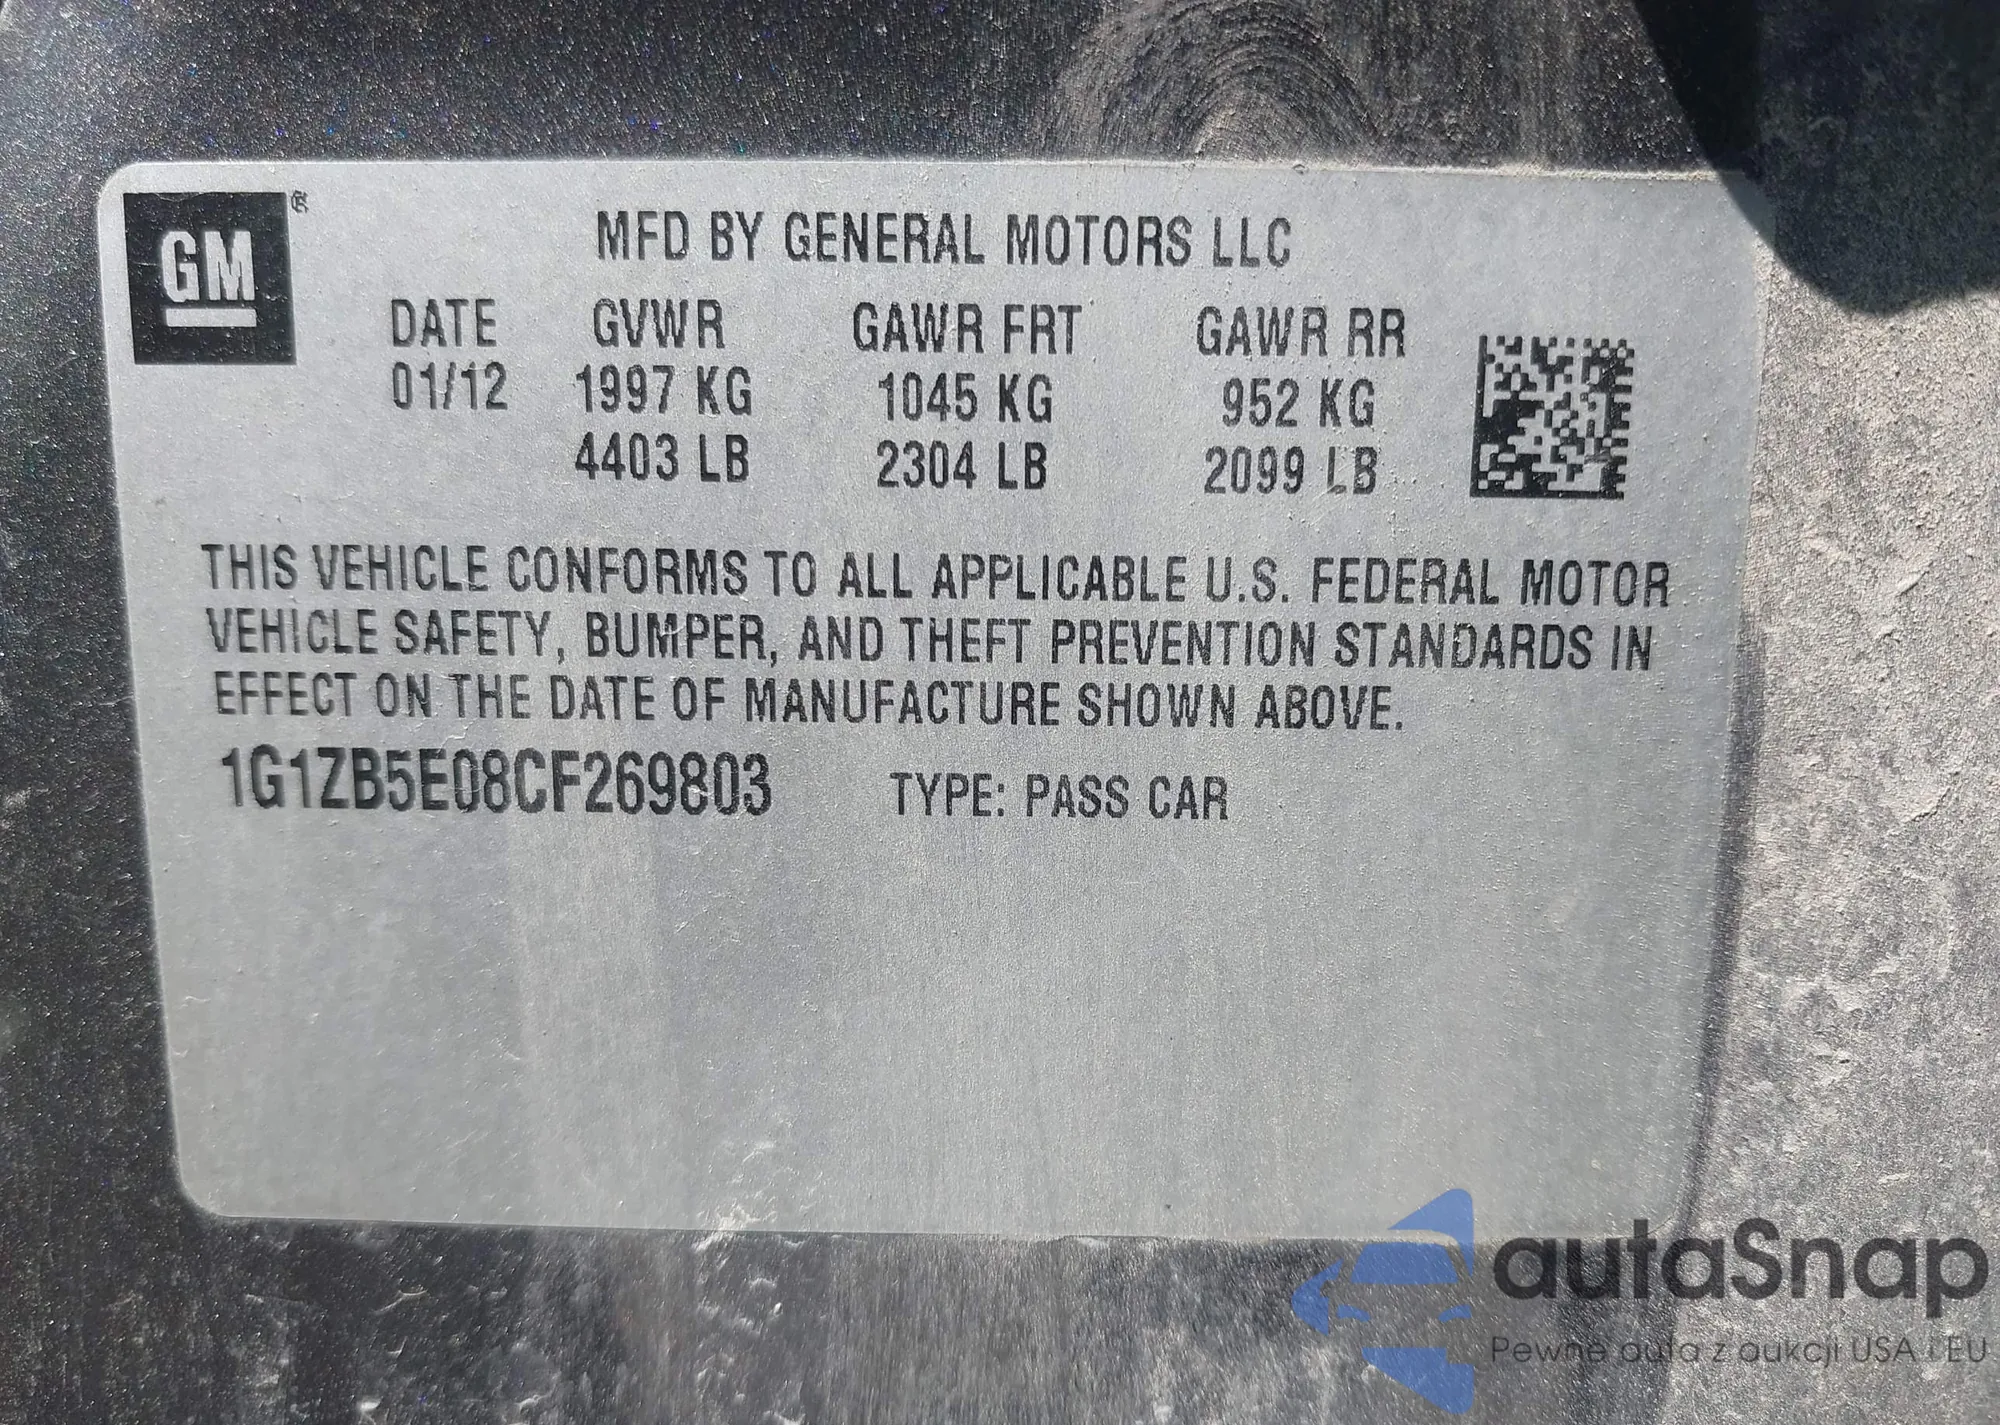 GM ®
MFD BY GENERAL MOTORS LLC
DATE GVWR GAWR FRT GAWR RR
01/12 1997 KG 1045 KG 952 KG
4403 LB 2304 LB 2099 LB
THIS VEHICLE CONFORMS TO ALL APPLICABLE U.S. FEDERAL MOTOR
VEHICLE SAFETY, BUMPER, AND THEFT PREVENTION STANDARDS IN
EFFECT ON THE DATE OF MANUFACTURE SHOWN ABOVE.
1G1ZB5E08CF269803 TYPE: PASS CAR
autaSnap
Pewne auta z aukcji USA i EU